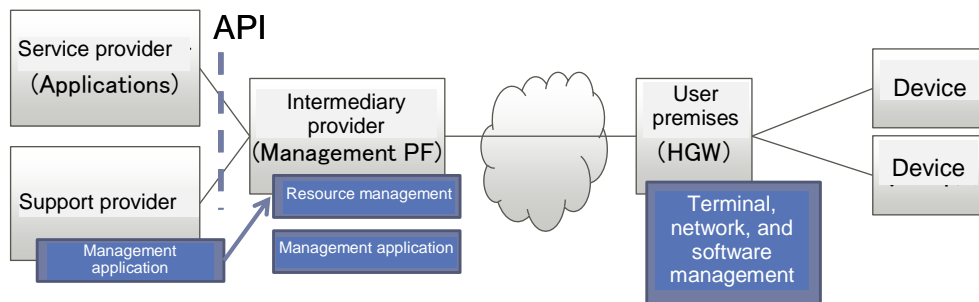 API
Service provider
(Applications)
Support provider
Management
application
Intermediary
provider
(Management PF)
Resource management
Management application
User
premises
(HGW)
Terminal,
network, and
software
management
Device
Device